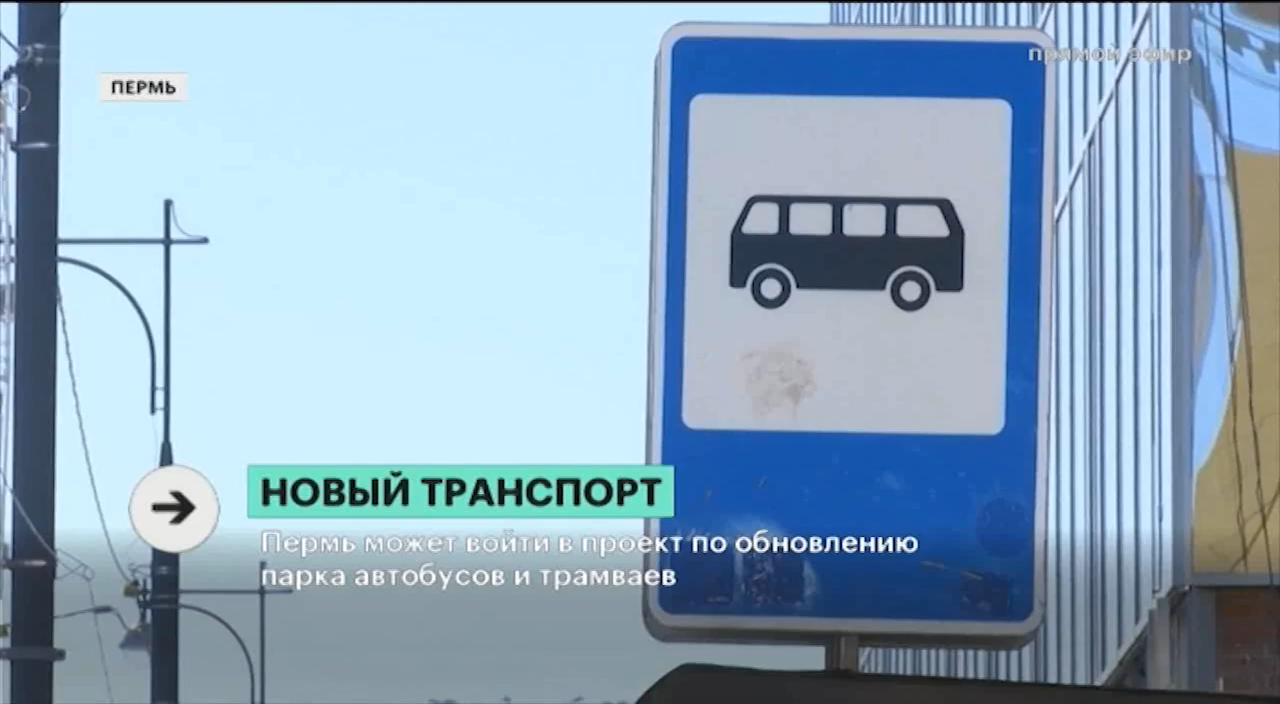 прямой эфир
ПЕРМЬ
НОВЫЙ ТРАНСПОРТ
Пермь может войти в проект по обновлению
парка автобусов и трамваев